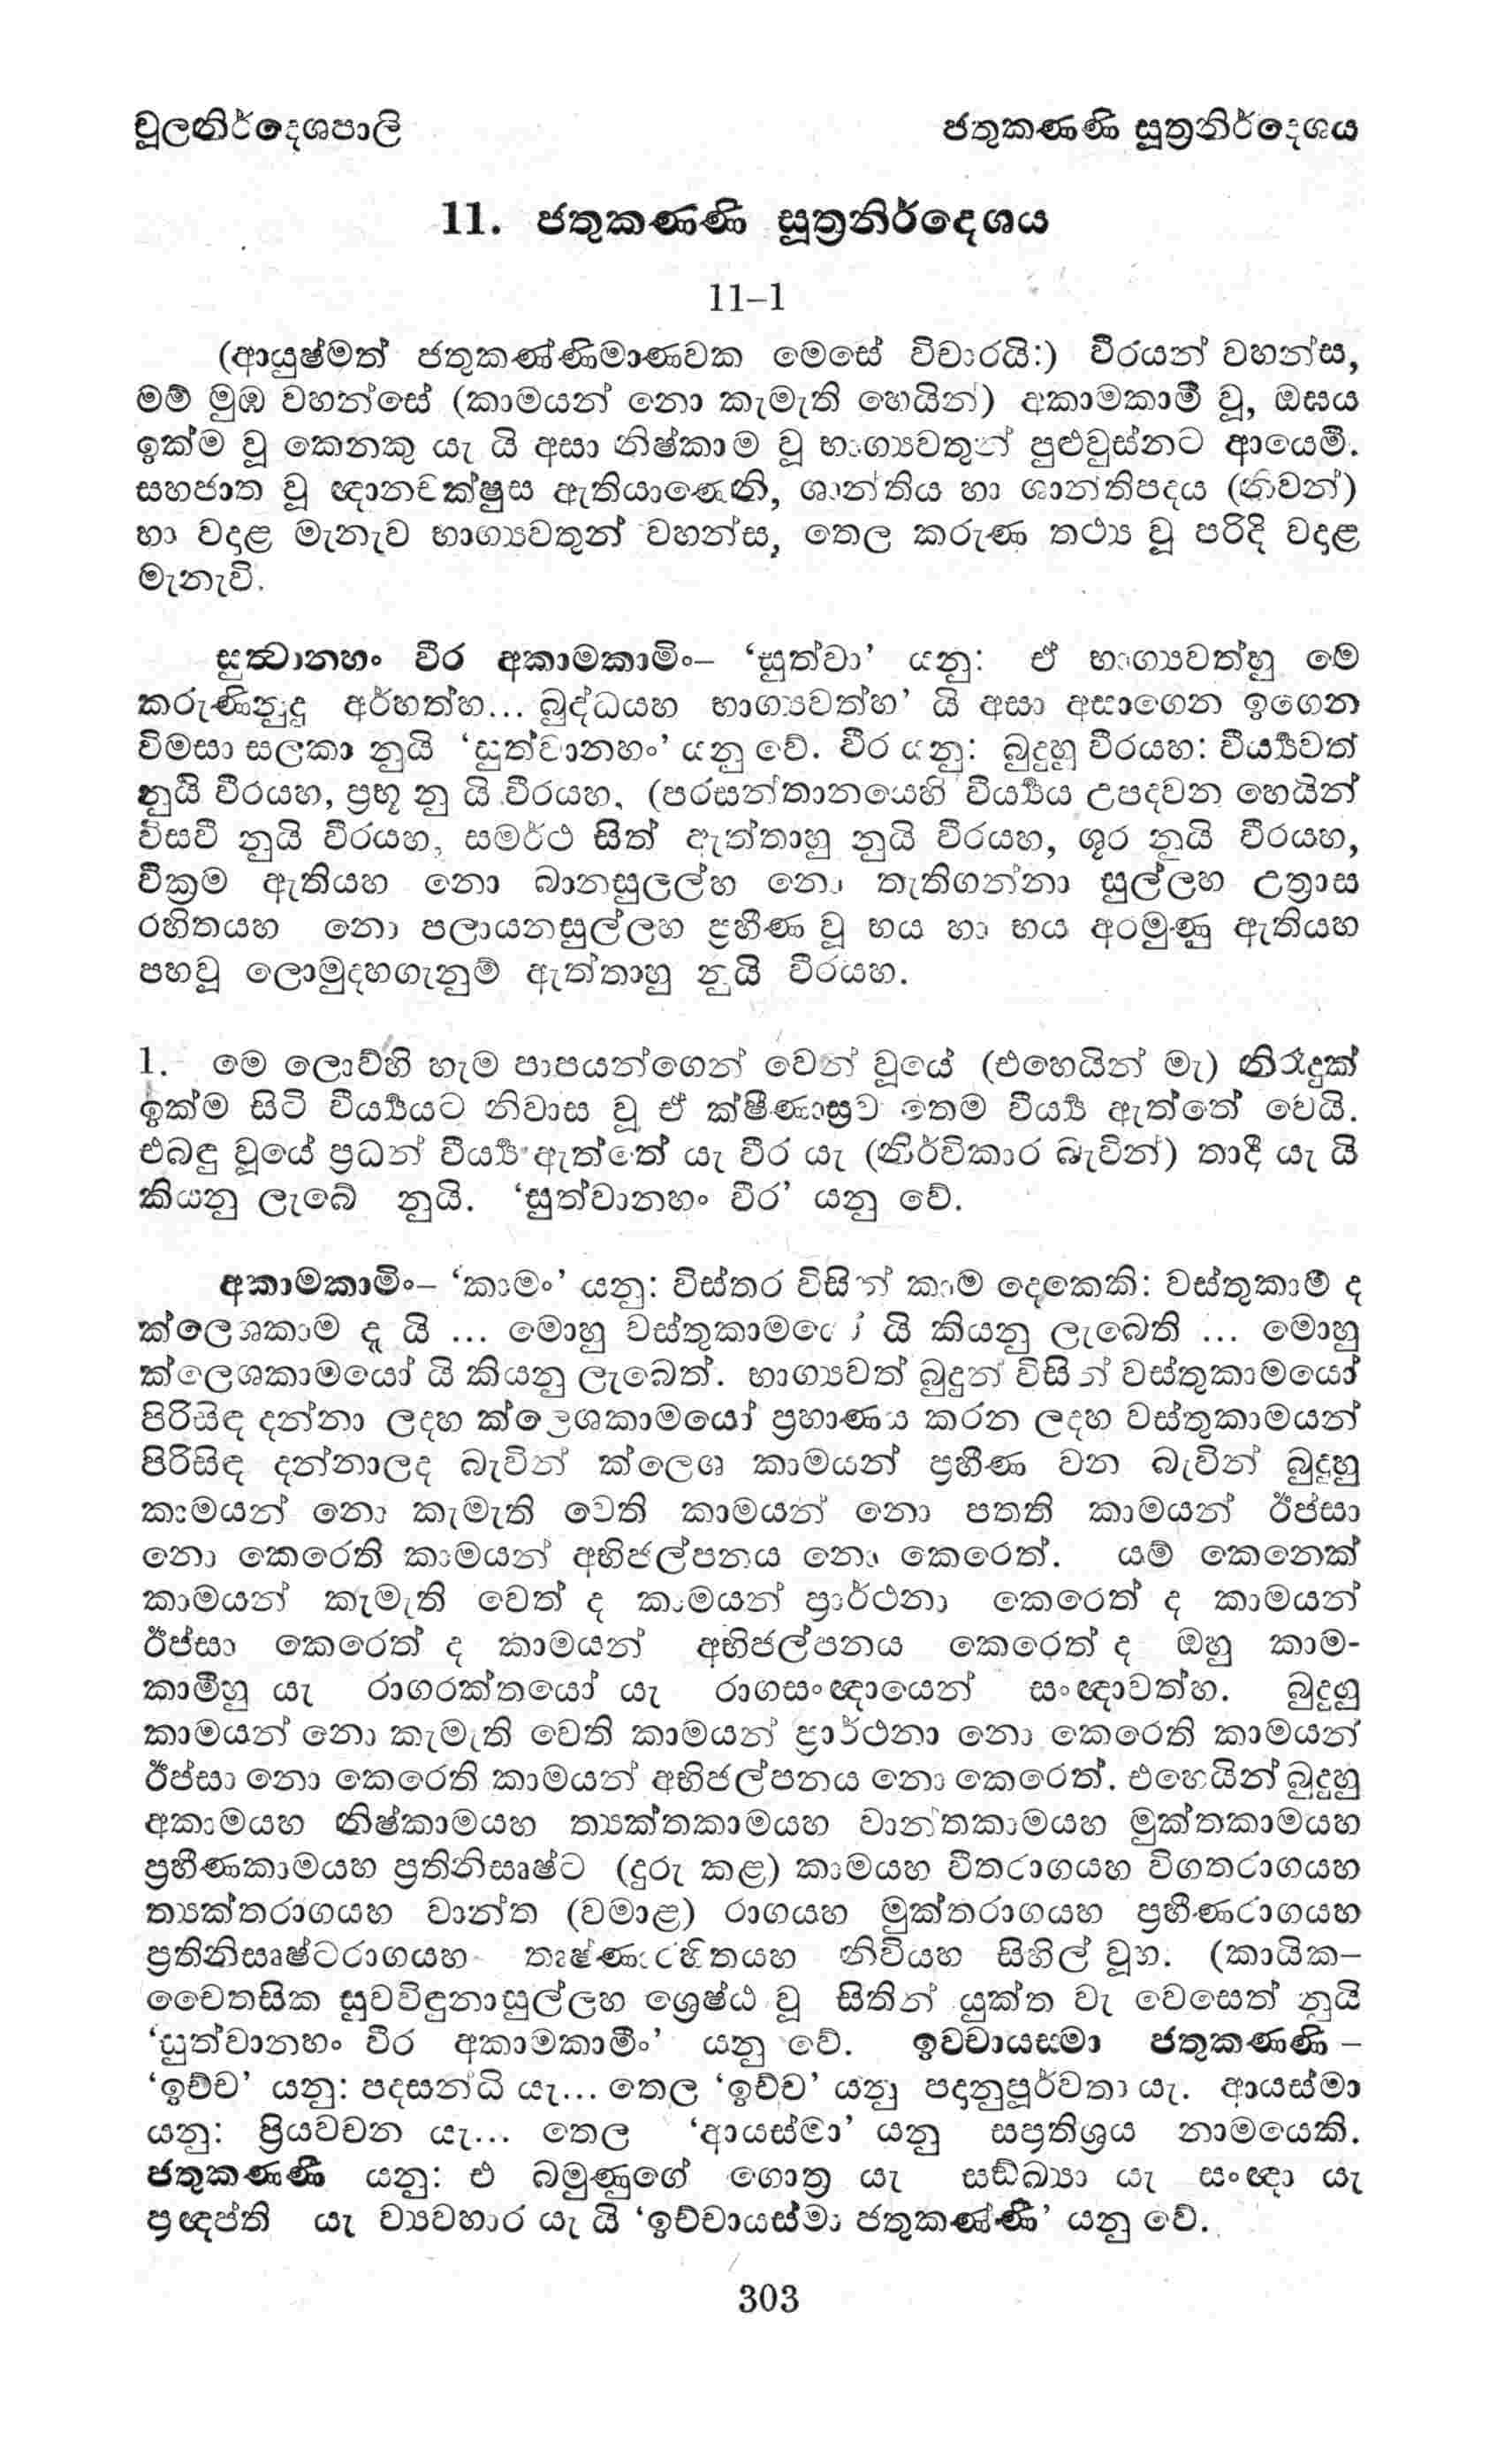 චූලනිර්දෙශපාලි
ජතුකණණි සූත්‍රනිර්දෙශය
11. ජතුකණණි සූත්‍රනිර්දෙශය
11–1
(ආයුෂ්මත් ජතුකණ්ණිමාණවක මෙසේ විචාරයි:) වීරයන් වහන්ස,
මම් මුඹ වහන්සේ (කාමයන් නො කැමැති හෙයින්) අකාමකාමී වූ, ඔඝය
ඉක්ම වූ කෙනකු යැ යි අසා නිෂ්කාම වූ භාග්‍යවතුන් පුළුවුස්නට ආයෙමි.
සහජාත වූ ඥානචක්ෂුස ඇතියාණෙනි, ශාන්තිය හා ශාන්තිපදය (නිවන්)
හා වදාළ මැනැව භාග්‍යවතුන් වහන්ස, තෙල කරුණ තථ්‍ය වූ පරිදි වදාළ
මැනැවි.
සුත්‍වානහං වීර අකාමකාමිං– ‘සුත්වා’ යනු: ඒ භාග්‍යවත්හු මෙ
කරුණිනුදු අර්හත්හ... බුද්ධයහ භාග්‍යවත්හ’ යි අසා අසාගෙන ඉගෙන
විමසා සලකා නුයි ‘සුත්වානහං’ යනු වේ. වීර යනු: බුදුහු වීරයහ: වීර්‍ය්‍යවත්
නුයි වීරයහ, ප්‍රභූ නු යි වීරයහ, (පරසන්තානයෙහි වීර්‍ය්‍යය උපදවන හෙයින්
විසවී නුයි වීරයහ, සමර්ථ සිත් ඇත්තාහු නුයි වීරයහ, ශූර නුයි වීරයහ,
වික්‍රම ඇතියහ නො බානසුලල්හ නො තැතිගන්නා සුල්ලහ උත්‍රාස
රහිතයහ නො පලායනසුල්ලහ ප්‍රහීණ වූ භය හා භය අරමුණු ඇතියහ
පහවූ ලොමුදහගැනුම් ඇත්තාහු නුයි වීරයහ.
1. මෙ ලොව්හි හැම පාපයන්ගෙන් වෙන් වූයේ (එහෙයින් මැ) නිරාදුක්
ඉක්ම සිටි වීර්‍ය්‍යයට නිවාස වූ ඒ ක්ෂීණාස්‍රව තෙම වීර්‍ය්‍ය ඇත්තේ වෙයි.
එබඳු වූයේ ප්‍රධන් වීර්‍ය්‍ය ඇත්තේ යැ වීර යැ (නිර්විකාර බැවින්) තාදී යැ යි
කියනු ලැබේ නුයි. ‘සුත්වානහං වීර’ යනු වේ.
අකාමකාමිං– ‘කාමං’ යනු: විස්තර විසින් කාම දෙකෙකි: වස්තුකාම ද
ක්ලෙශකාම ද යි ... මොහු වස්තුකාමයෝ යි කියනු ලැබෙති ... මොහු
ක්ලෙශකාමයෝ යි කියනු ලැබෙත්. භාග්‍යවත් බුදුන් විසින් වස්තුකාමයෝ
පිරිසිඳ දන්නා ලදහ ක්ලෙශකාමයෝ ප්‍රහාණය කරන ලදහ වස්තුකාමයන්
පිරිසිඳ දන්නාලද බැවින් ක්ලෙශ කාමයන් ප්‍රහීණ වන බැවින් බුදුහු
කාමයන් නො කැමැති වෙති කාමයන් නො පතති කාමයන් ඊප්සා
නො කෙරෙති කාමයන් අභිජල්පනය නො කෙරෙත්. යම් කෙනෙක්
කාමයන් කැමැති වෙත් ද කාමයන් ප්‍රාර්ථනා කෙරෙත් ද කාමයන්
ඊප්සා කෙරෙත් ද කාමයන් අභිජල්පනය කෙරෙත් ද ඔහු කාම-
කාමීහු යැ රාගරක්තයෝ යැ රාගසංඥායෙන් සංඥාවත්හ. බුදුහු
කාමයන් නො කැමැති වෙති කාමයන් ප්‍රාර්ථනා නො කෙරෙති කාමයන්
ඊප්සා නො කෙරෙති කාමයන් අභිජල්පනය නො කෙරෙත්. එහෙයින් බුදුහු
අකාමයහ නිෂ්කාමයහ ත්‍යක්තකාමයහ වාන්තකාමයහ මුක්තකාමයහ
ප්‍රහීණකාමයහ ප්‍රතිනිසෘෂ්ට (දුරු කළ) කාමයහ වීතරාගයහ විගතරාගයහ
ත්‍යක්තරාගයහ වාන්ත (වමාළ) රාගයහ මුක්තරාගයහ ප්‍රහීණරාගයහ
ප්‍රතිනිසෘෂ්ටරාගයහ තෘෂ්ණාරහිතයහ නිවියහ සිහිල් වූහ. (කායික–
චෛතසික සුවවිඳුනාසුල්ලහ ශ්‍රෙෂ්ඨ වූ සිතින් යුක්ත වැ වෙසෙත් නුයි
‘සුත්වානහං වීර අකාමකාමීං’ යනු වේ. ඉච්චායස්මා ජතුකණණි –
‘ඉච්ච’ යනු: පදසන්ධි යැ... තෙල ‘ඉච්ච’ යනු පදානුපූර්වතා යැ. ආයස්මා
යනු: ප්‍රියවචන යැ... තෙල ‘ආයස්මා’ යනු සප්‍රතිශ්‍රය නාමයෙකි.
ජතුකණණී යනු: එ බමුණුගේ ගොත්‍ර යැ සඞ්ඛ්‍යා යැ සංඥා යැ
ප්‍රඥප්ති යැ ව්‍යවහාර යැ යි ‘ඉච්චායස්මා ජතුකණ්ණී’ යනු වේ.
303